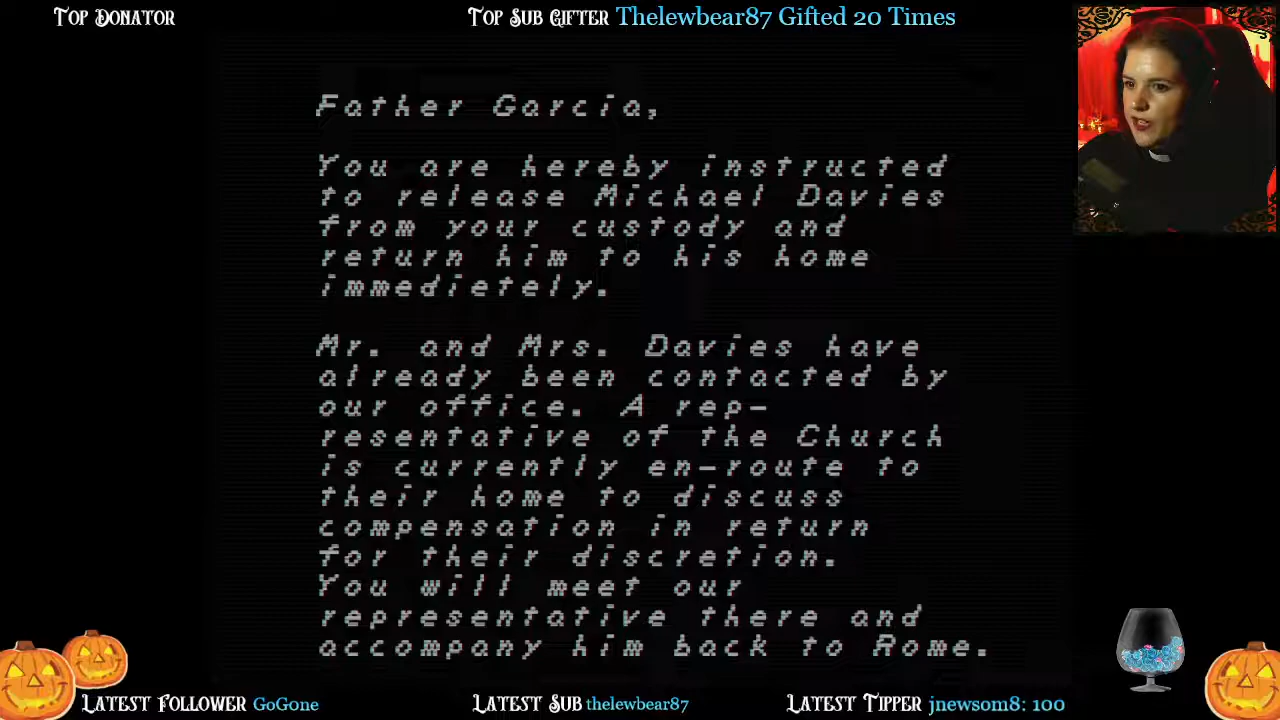 TOP DONATOR
TOP SUB GIFTER Thelewbear87 Gifted 20 Times
Father Garcia,
You are hereby instructed
to release Michael Davies
from your custody and
return him to his home
immedietely.
Mr. and Mrs. Davies have
already been contacted by
our office. A rep-
resentative of the Church
is currently en-route to
their home to discuss
compensation in return
for their discretion.
You will meet our
representative there and
accompany him back to Rome.
LATEST FOLLOWER GoGone
LATEST SUB thelewbear87
LATEST TIPPER jnewsom8: 100